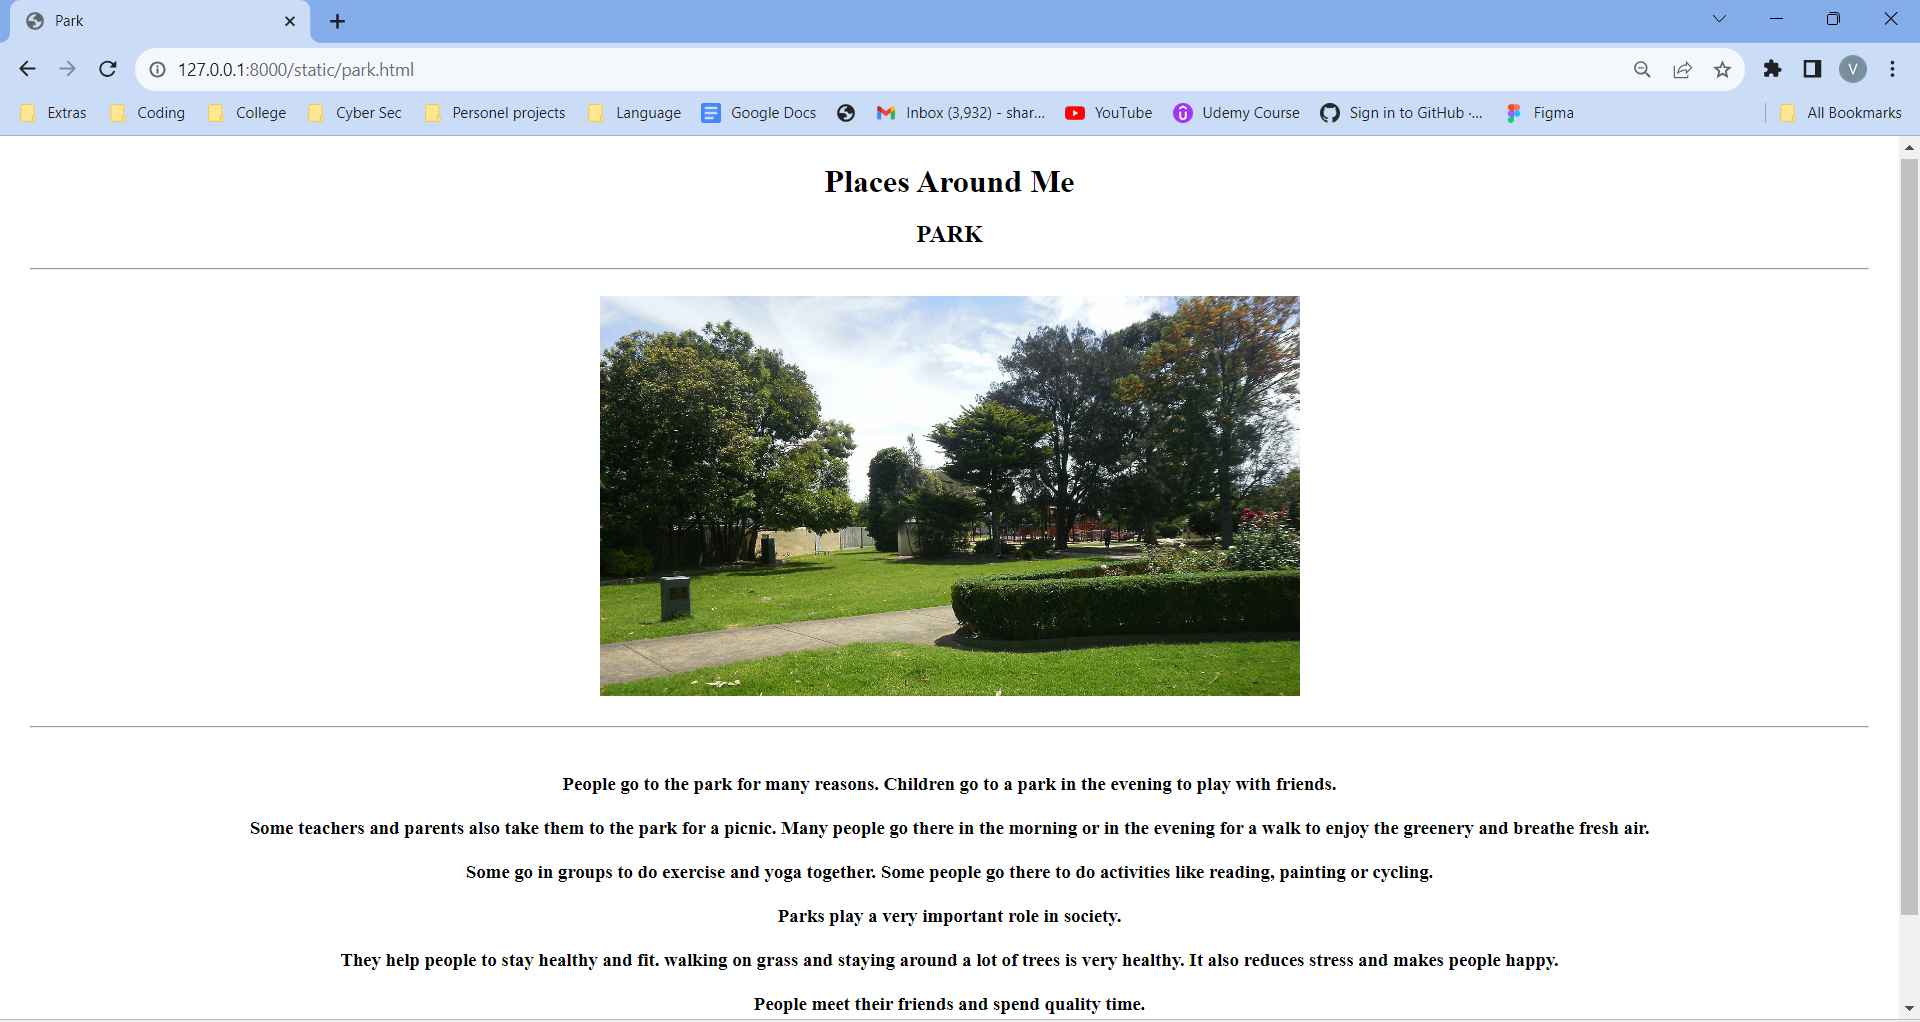 Park
127.0.0.1:8000/static/park.html
V
Extras
Coding
College
Cyber Sec
Personel projects
Language
Google Docs
Inbox (3,932) - shar...
YouTube
Udemy Course
Sign in to GitHub ·...
Figma
All Bookmarks
Places Around Me
PARK
People go to the park for many reasons. Children go to a park in the evening to play with friends.
Some teachers and parents also take them to the park for a picnic. Many people go there in the morning or in the evening for a walk to enjoy the greenery and breathe fresh air.
Some go in groups to do exercise and yoga together. Some people go there to do activities like reading, painting or cycling.
Parks play a very important role in society.
They help people to stay healthy and fit. walking on grass and staying around a lot of trees is very healthy. It also reduces stress and makes people happy.
People meet their friends and spend quality time.